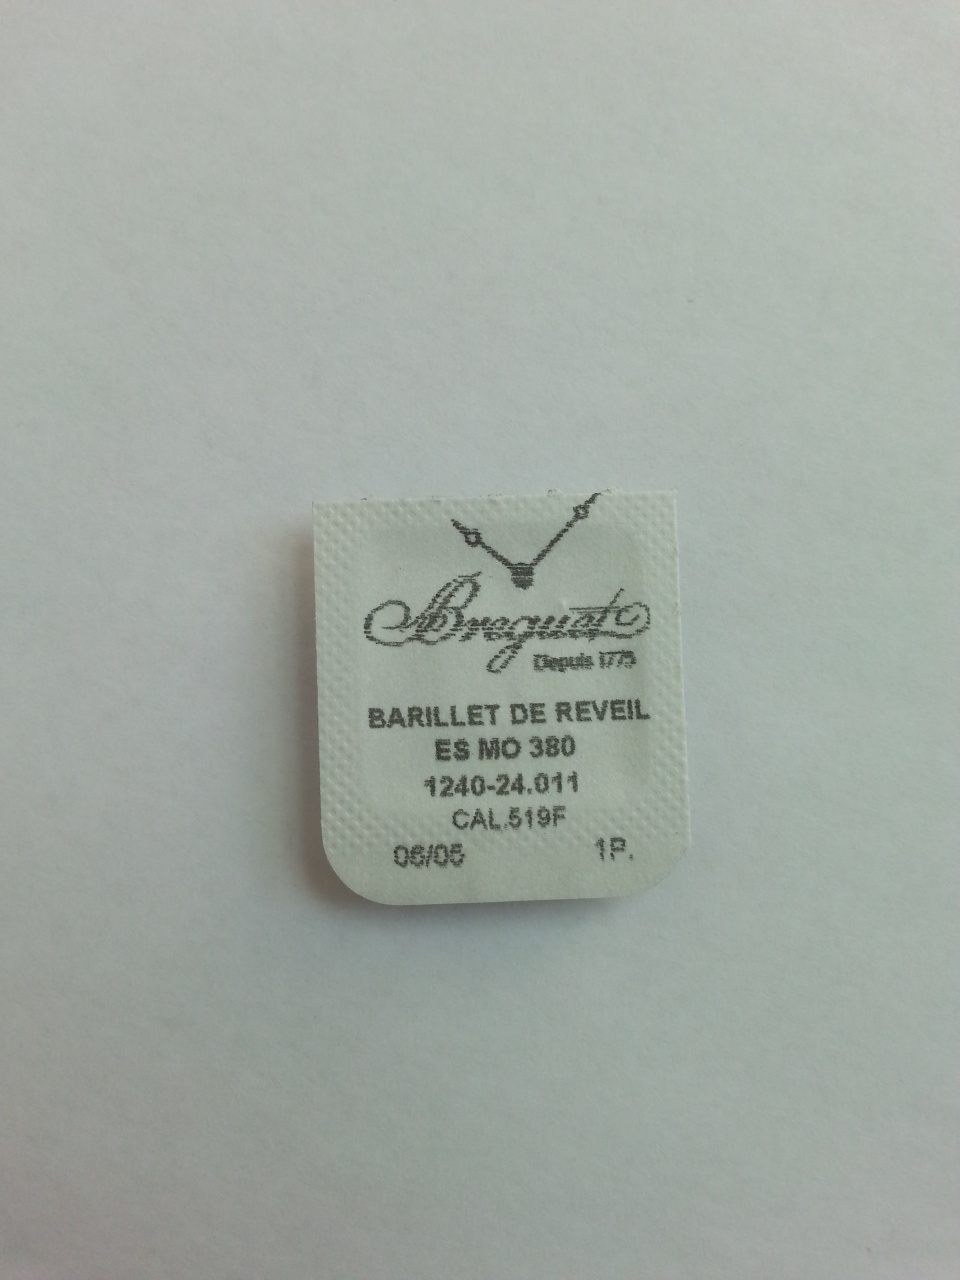 Breguet
Depuis 1775
BARILLET DE REVEIL
ES MO 380
1240-24.011
CAL.519F
06/05
1P.